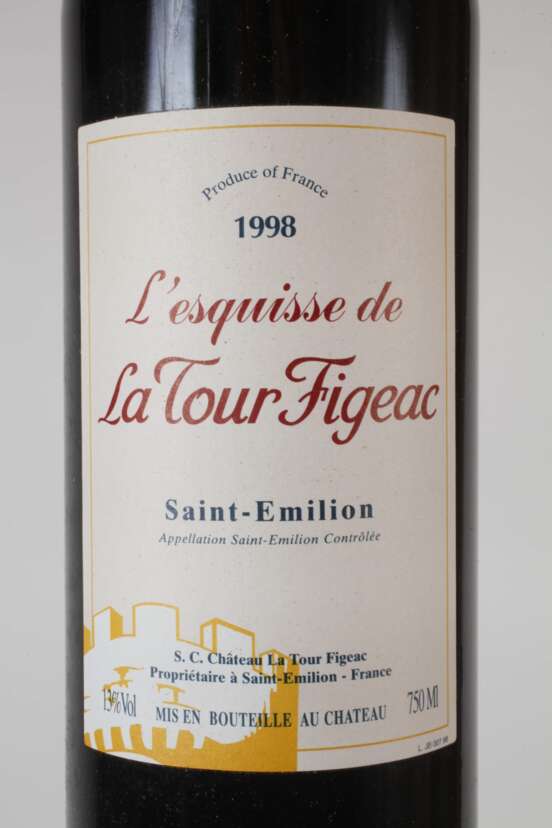 Produce of France
1998
L'esquisse de
La Tour Figeac
Saint-Emilion
Appellation Saint-Emilion Contrôlée
S. C. Château La Tour Figeac
Propriétaire à Saint-Emilion - France
13%Vol MIS EN BOUTEILLE AU CHATEAU 750 Ml